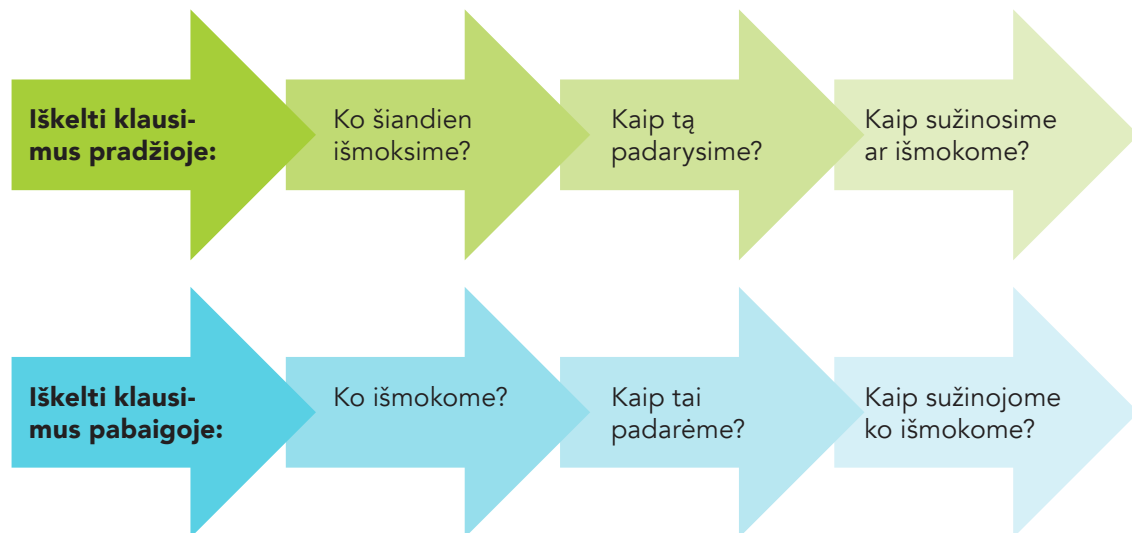 Iškelti klausi-
mus pradžioje:
Ko šiandien
išmoksime?
Kaip tą
padarysime?
Kaip sužinosime
ar išmokome?
Iškelti klausi-
mus pabaigoje:
Ko išmokome?
Kaip tai
padarėme?
Kaip sužinojome
ko išmokome?